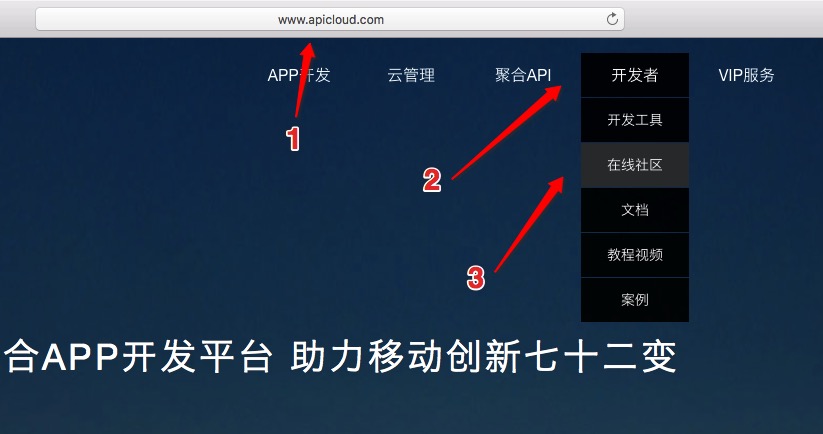 www.apicloud.com
APP开发 云管理 聚合API 开发者 VIP服务
1
开发工具
2
在线社区
文档
教程视频
3
案例
合APP开发平台 助力移动创新七十二变